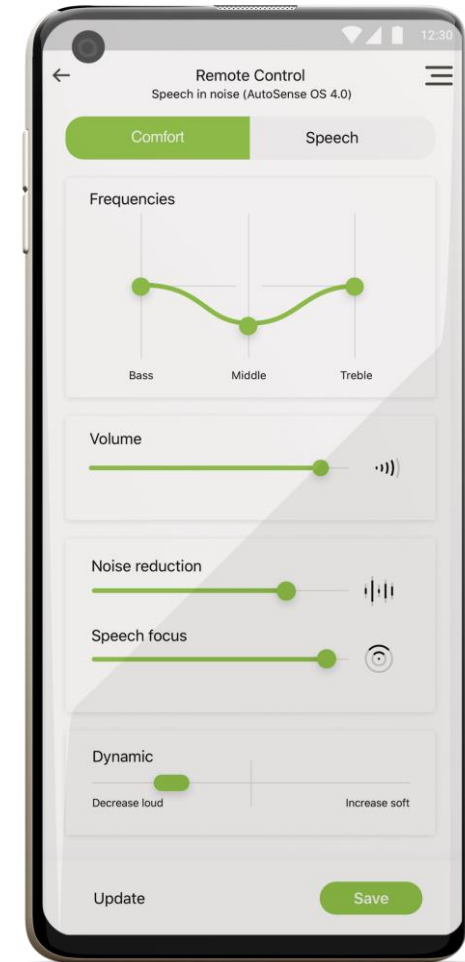 12:30
Remote Control
Speech in noise (AutoSense OS 4.0)
Comfort Speech
Frequencies
Bass Middle Treble
Volume
Noise reduction
Speech focus
Dynamic
Decrease loud Increase soft
Update Save